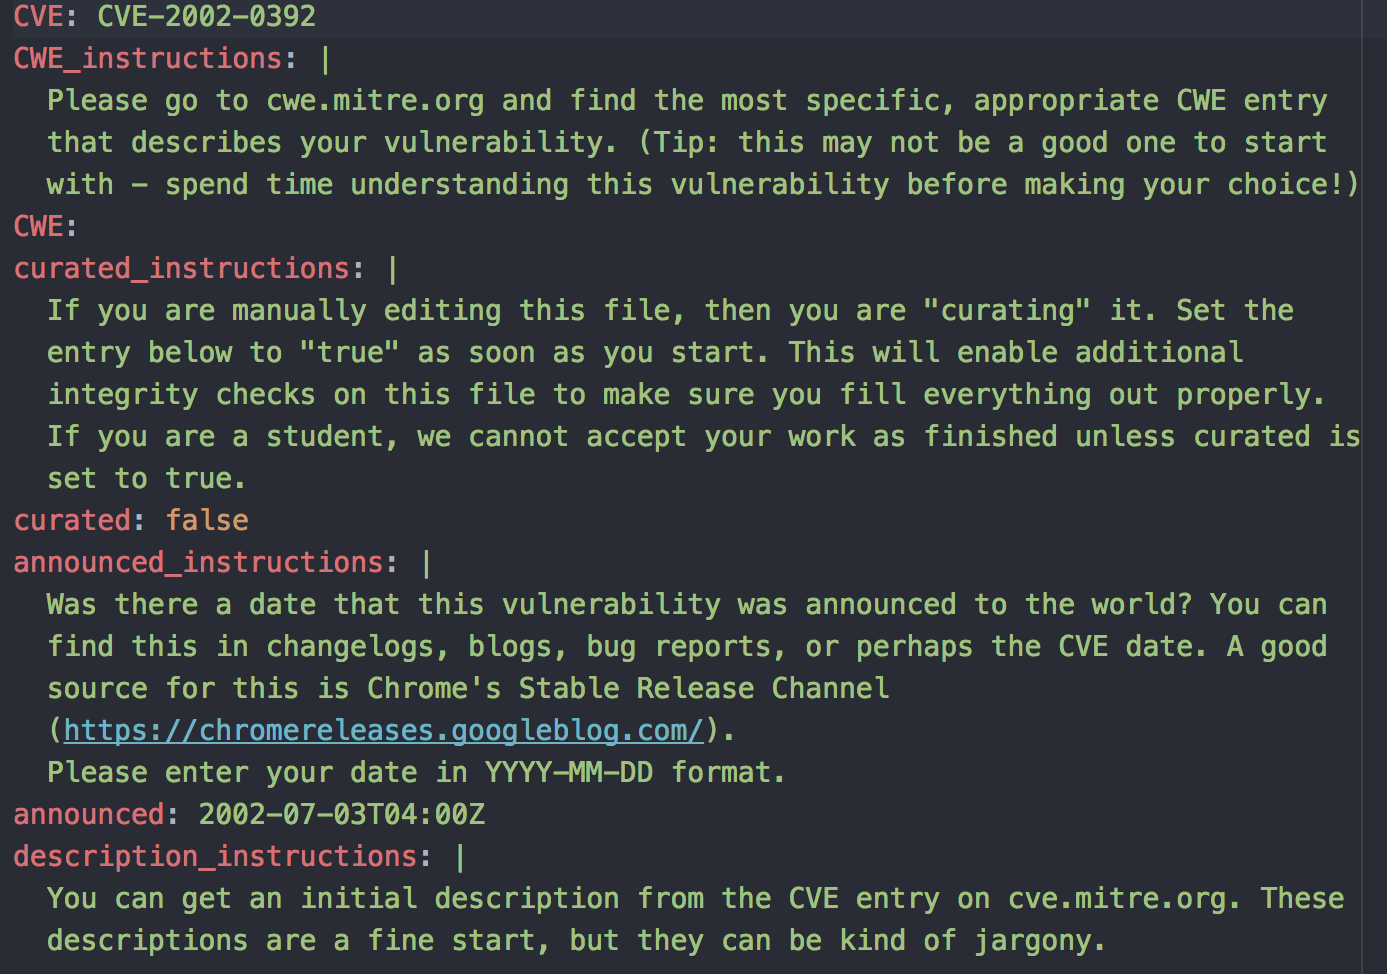 CVE: CVE-2002-0392
CWE_instructions: |
  Please go to cwe.mitre.org and find the most specific, appropriate CWE entry
  that describes your vulnerability. (Tip: this may not be a good one to start
  with - spend time understanding this vulnerability before making your choice!)
CWE:
curated_instructions: |
  If you are manually editing this file, then you are "curating" it. Set the
  entry below to "true" as soon as you start. This will enable additional
  integrity checks on this file to make sure you fill everything out properly.
  If you are a student, we cannot accept your work as finished unless curated is
  set to true.
curated: false
announced_instructions: |
  Was there a date that this vulnerability was announced to the world? You can
  find this in changelogs, blogs, bug reports, or perhaps the CVE date. A good
  source for this is Chrome's Stable Release Channel
  (https://chromereleases.googleblog.com/).
  Please enter your date in YYYY-MM-DD format.
announced: 2002-07-03T04:00Z
description_instructions: |
  You can get an initial description from the CVE entry on cve.mitre.org. These
  descriptions are a fine start, but they can be kind of jargony.